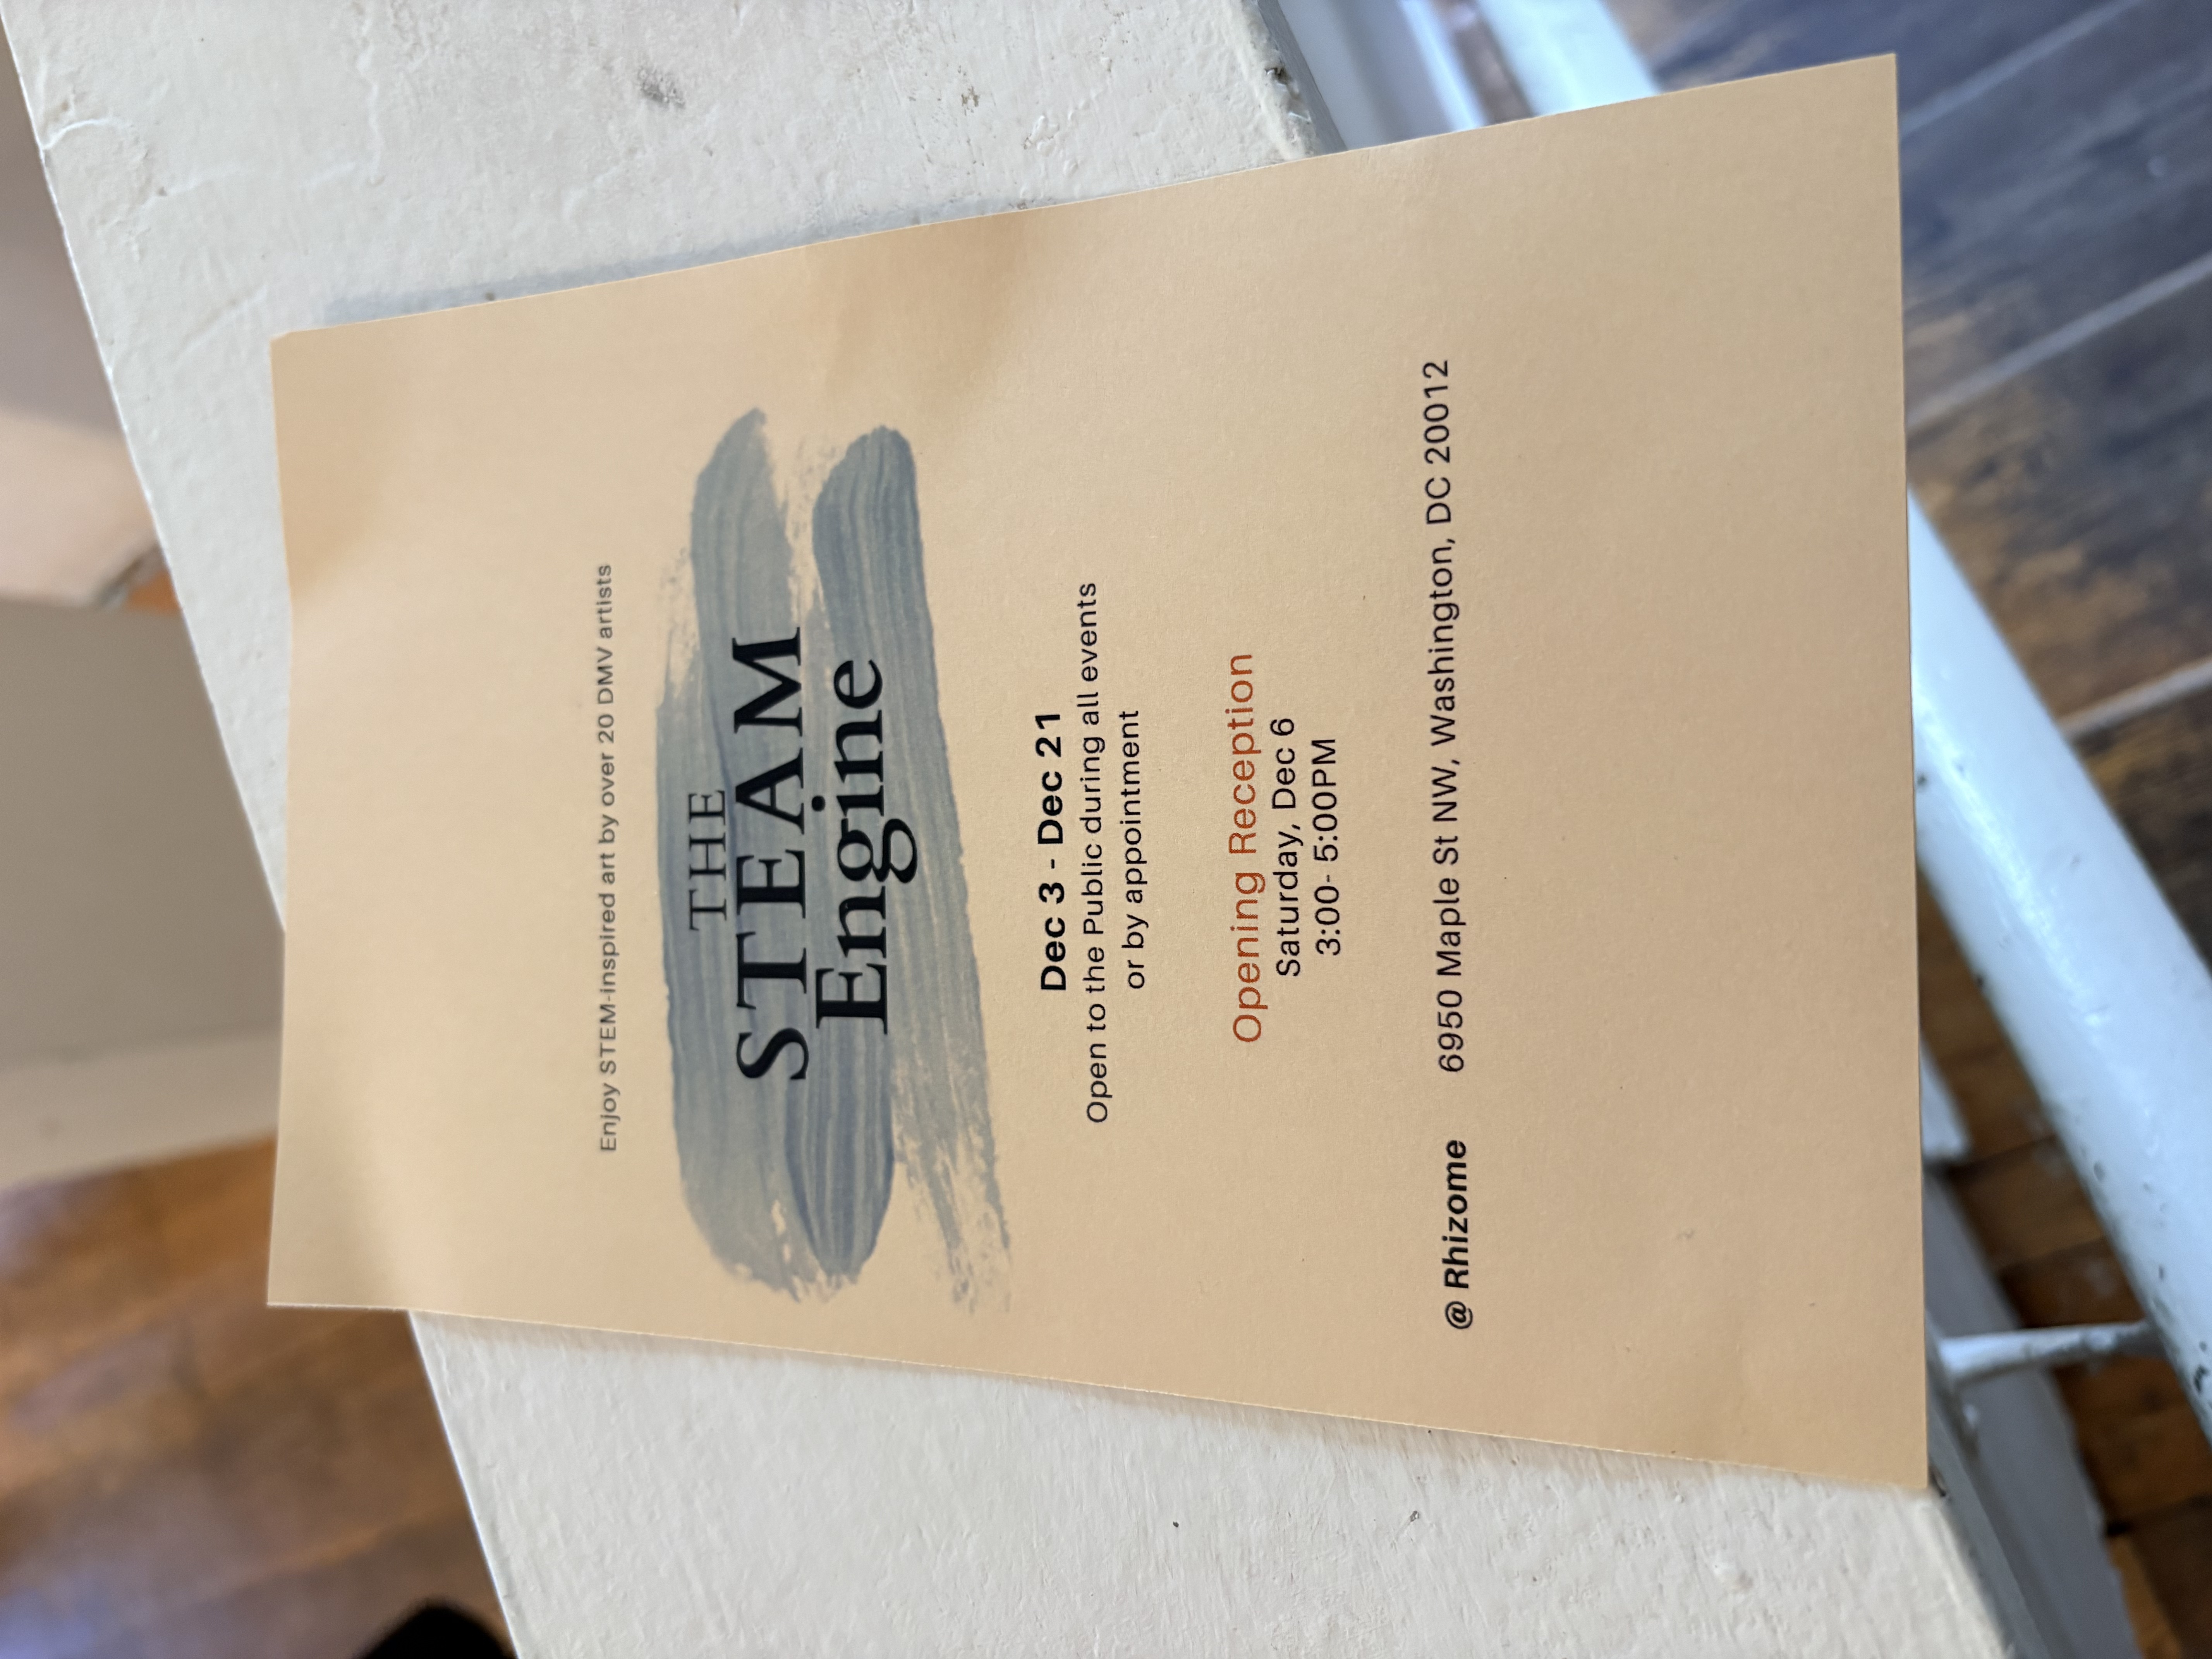 Enjoy STEM-inspired art by over 20 DMV artists
THE
STEAM
Engine
Dec 3 - Dec 21
Open to the Public during all events
or by appointment
Opening Reception
Saturday, Dec 6
3:00- 5:00PM
@ Rhizome 6950 Maple St NW, Washington, DC 20012